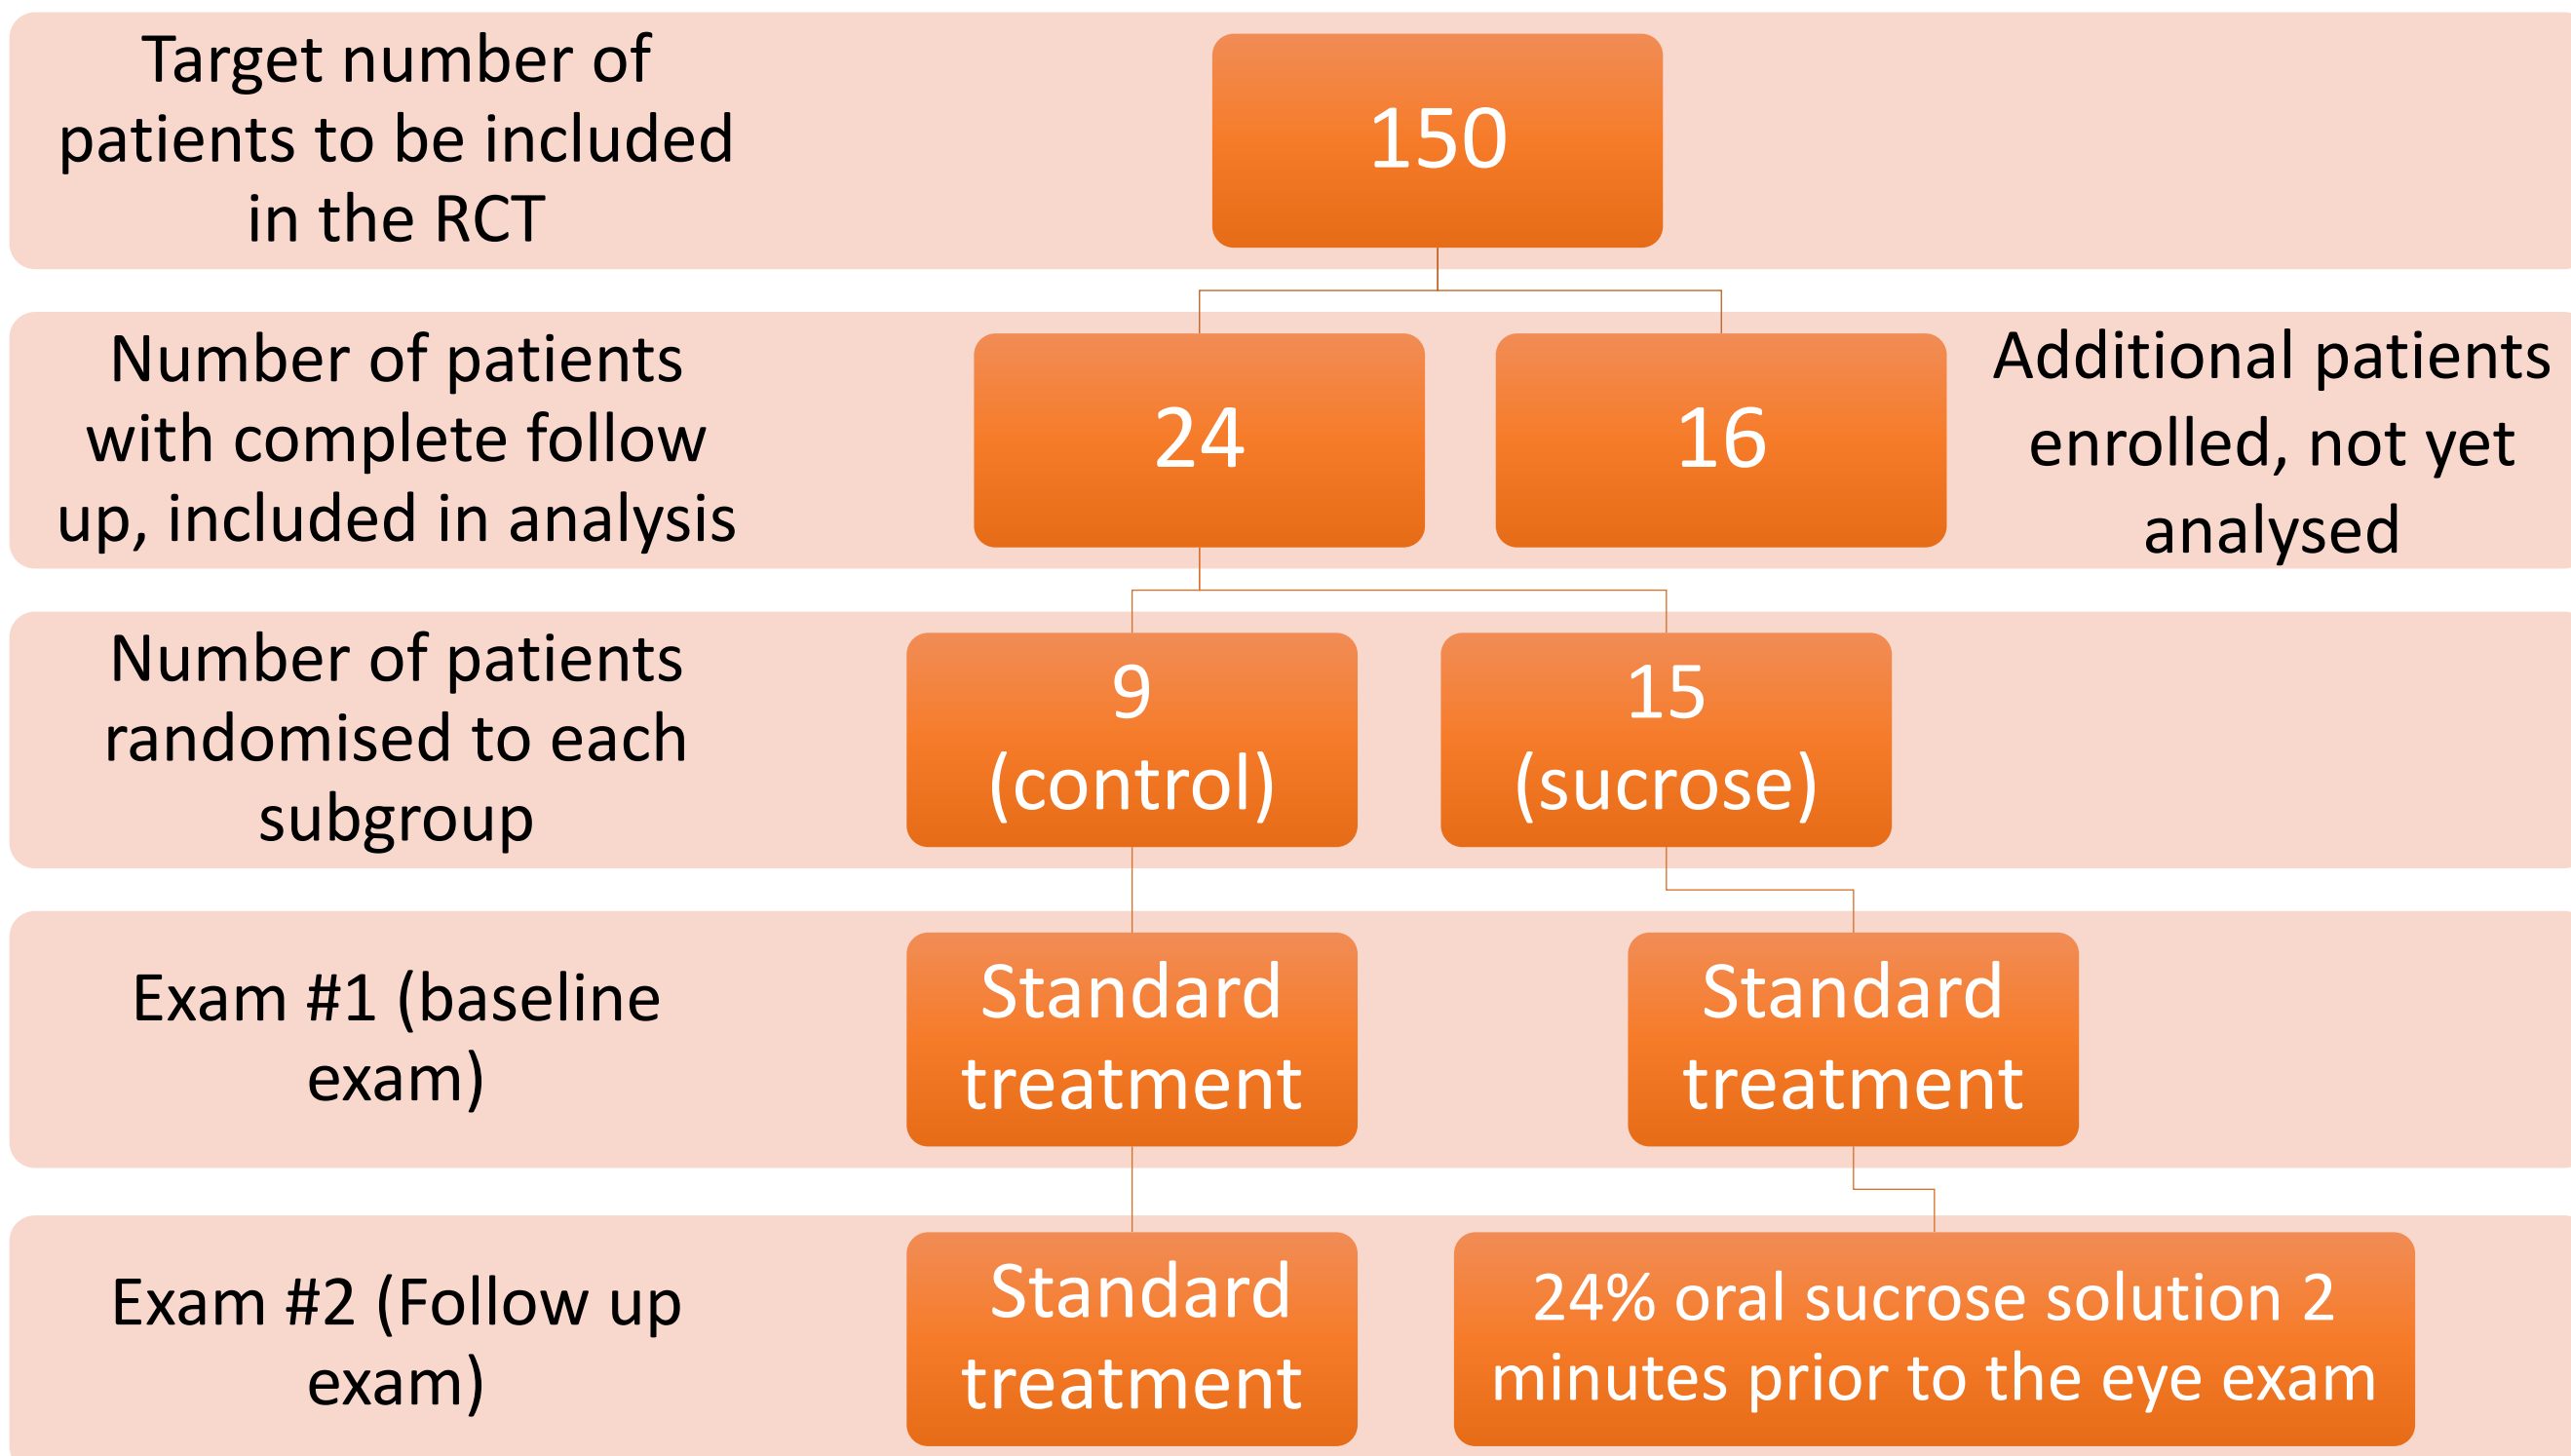 Target number of
patients to be included
in the RCT
150
Number of patients
with complete follow
up, included in analysis
24
16
Additional patients
enrolled, not yet
analysed
Number of patients
randomised to each
subgroup
9
(control)
15
(sucrose)
Exam #1 (baseline
exam)
Standard
treatment
Standard
treatment
Exam #2 (Follow up
exam)
Standard
treatment
24% oral sucrose solution 2
minutes prior to the eye exam